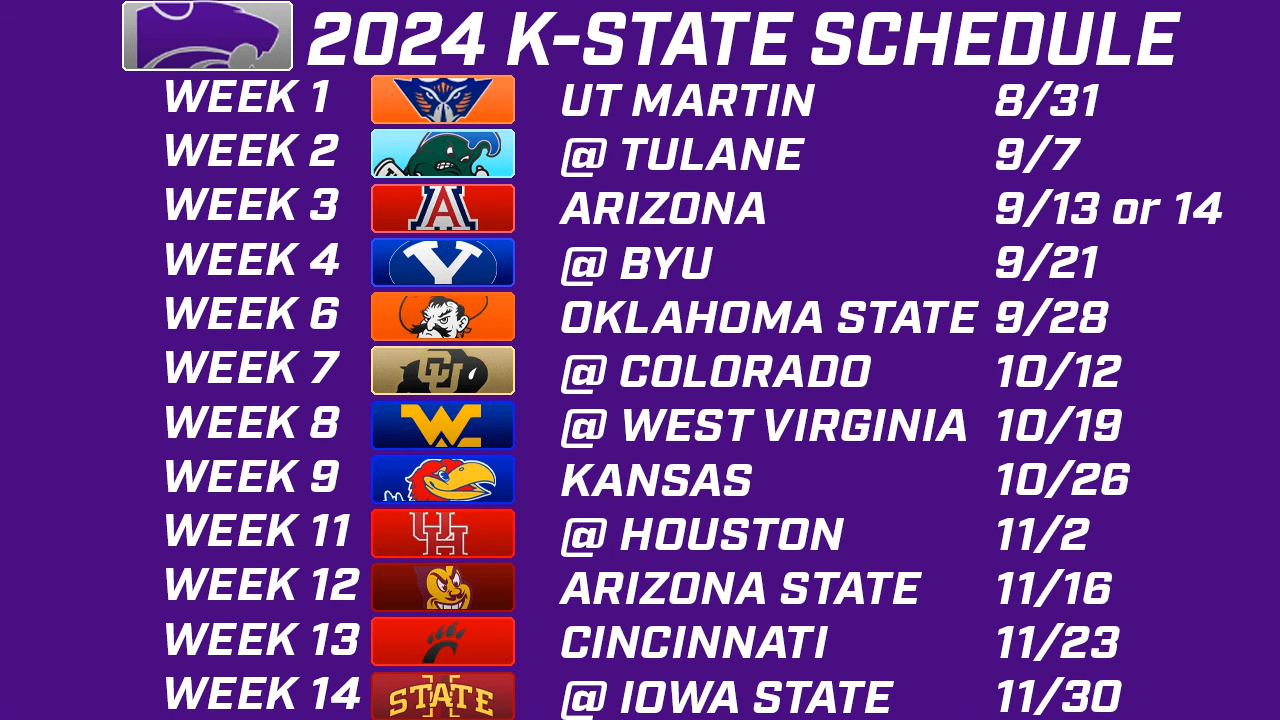 2024 K-STATE SCHEDULE
WEEK 1 UT MARTIN 8/31
WEEK 2 @ TULANE 9/7
WEEK 3 A ARIZONA 9/13 or 14
WEEK 4 Y @ BYU 9/21
WEEK 6 OKLAHOMA STATE 9/28
WEEK 7 CU @ COLORADO 10/12
WEEK 8 WV @ WEST VIRGINIA 10/19
WEEK 9 KANSAS 10/26
WEEK 11 UH @ HOUSTON 11/2
WEEK 12 ARIZONA STATE 11/16
WEEK 13 CINCINNATI 11/23
WEEK 14 STATE @ IOWA STATE 11/30